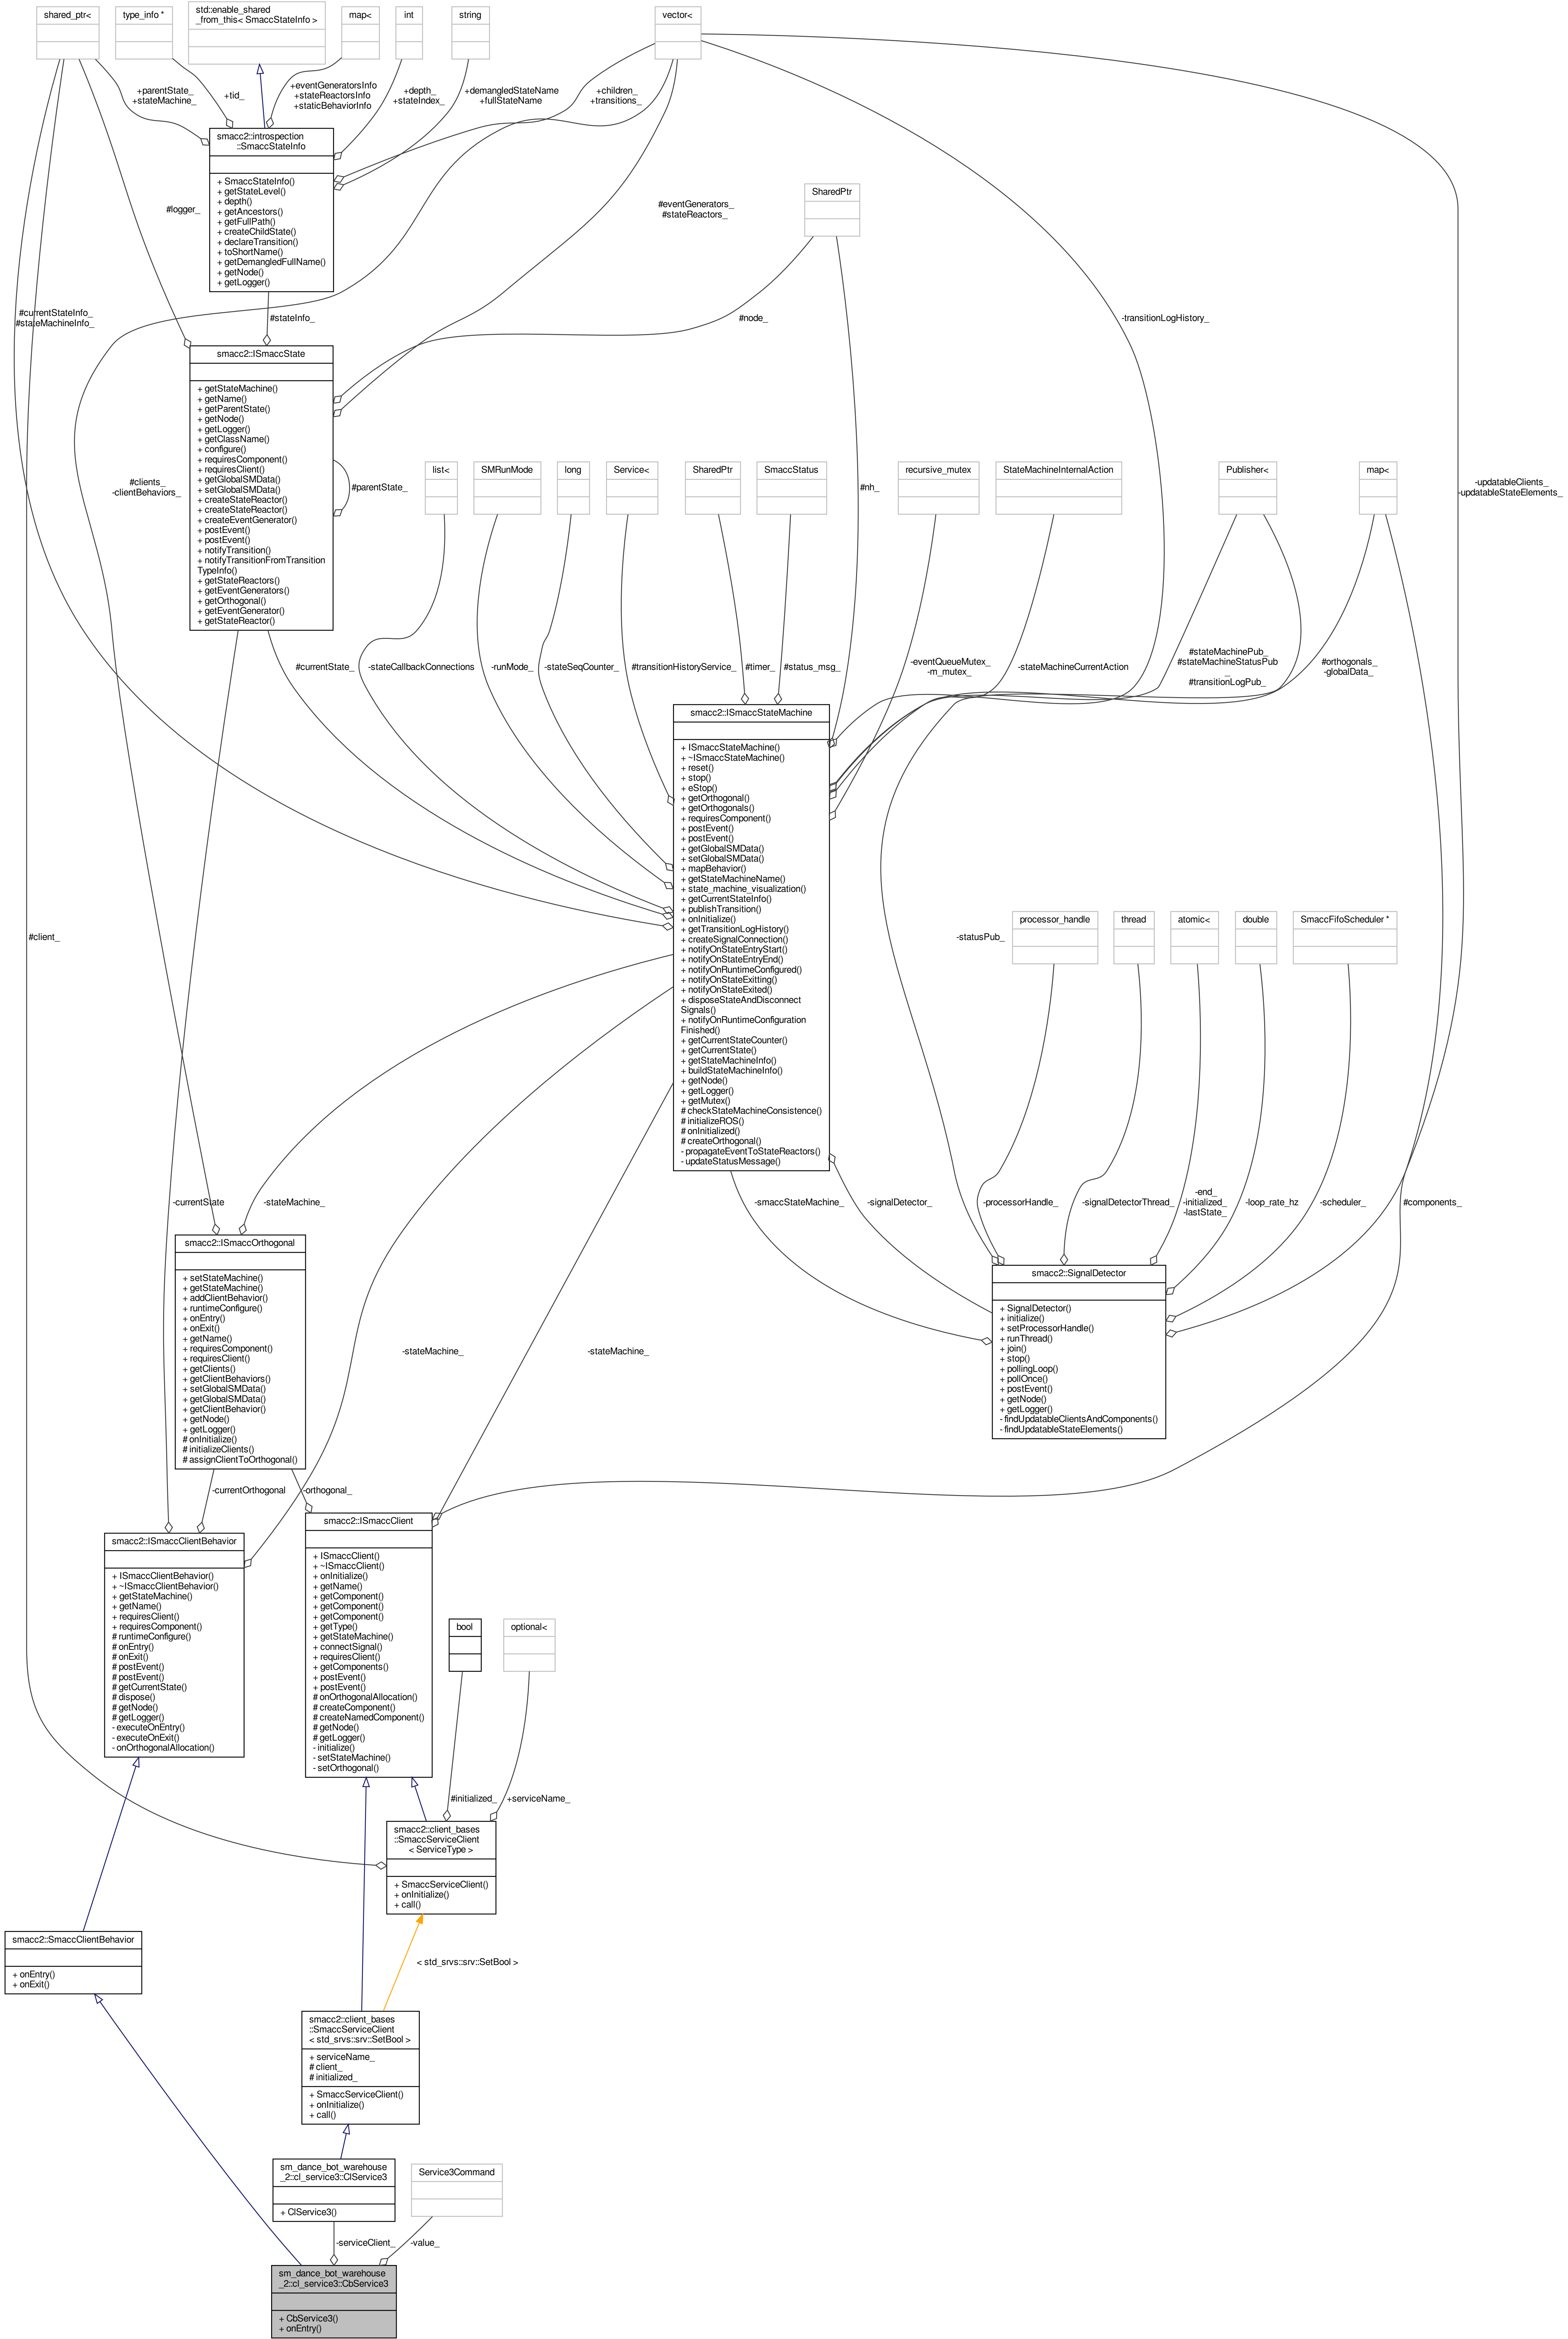 shared_ptr<
type_info *
std::enable_shared
_from_this< SmaccStateInfo >
map<
int
string
vector<
+parentState_
+stateMachine_
+tid_
+eventGeneratorsInfo
+stateReactorsInfo
+staticBehaviorInfo
+depth_
+stateIndex_
+demangledStateName
+fullStateName
+children_
+transitions_
smacc2::introspection
::SmaccStateInfo
+ SmaccStateInfo()
+ getStateLevel()
+ depth()
+ getAncestors()
+ getFullPath()
+ createChildState()
+ declareTransition()
+ toShortName()
+ getDemangledFullName()
+ getNode()
+ getLogger()
#logger_
#eventGenerators_
#stateReactors_
SharedPtr
#currentStateInfo_
#stateMachineInfo_
#stateInfo_
#node_
-transitionLogHistory_
smacc2::ISmaccState
+ getStateMachine()
+ getName()
+ getParentState()
+ getNode()
+ getLogger()
+ getClassName()
+ configure()
+ requiresComponent()
+ requiresClient()
+ getGlobalSMData()
+ setGlobalSMData()
+ createStateReactor()
+ createStateReactor()
+ createEventGenerator()
+ postEvent()
+ postEvent()
+ notifyTransition()
+ notifyTransitionFromTransition
TypeInfo()
+ getStateReactors()
+ getEventGenerators()
+ getOrthogonal()
+ getEventGenerator()
+ getStateReactor()
#clients_
-clientBehaviors_
#parentState_
list<
SMRunMode
long
Service<
SharedPtr
SmaccStatus
#nh_
recursive_mutex
StateMachineInternalAction
Publisher<
map<
-updatableClients_
-updatableStateElements_
#currentState_
-stateCallbackConnections
-runMode_
-stateSeqCounter_
#transitionHistoryService_
#timer_
#status_msg_
-eventQueueMutex_
-m_mutex_
-stateMachineCurrentAction
#stateMachinePub_
#stateMachineStatusPub
_
#transitionLogPub_
#orthogonals_
-globalData_
smacc2::ISmaccStateMachine
+ ISmaccStateMachine()
+ ~ISmaccStateMachine()
+ reset()
+ stop()
+ eStop()
+ getOrthogonal()
+ getOrthogonals()
+ requiresComponent()
+ postEvent()
+ postEvent()
+ getGlobalSMData()
+ setGlobalSMData()
+ mapBehavior()
+ getStateMachineName()
+ state_machine_visualization()
+ getCurrentStateInfo()
+ publishTransition()
+ onInitialize()
+ getTransitionLogHistory()
+ createSignalConnection()
+ notifyOnStateEntryStart()
+ notifyOnStateEntryEnd()
+ notifyOnRuntimeConfigured()
+ notifyOnStateExitting()
+ notifyOnStateExited()
+ disposeStateAndDisconnect
Signals()
+ notifyOnRuntimeConfiguration
Finished()
+ getCurrentStateCounter()
+ getCurrentState()
+ getStateMachineInfo()
+ buildStateMachineInfo()
+ getNode()
+ getLogger()
+ getMutex()
# checkStateMachineConsistence()
# initializeROS()
# onInitialized()
# createOrthogonal()
- propagateEventToStateReactors()
- updateStatusMessage()
#client_
-statusPub_
processor_handle
thread
atomic<
double
SmaccFifoScheduler *
-currentState
-stateMachine_
-smaccStateMachine_
-signalDetector_
-processorHandle_
-signalDetectorThread_
-end_
-initialized_
-lastState_
-loop_rate_hz
-scheduler_
#components_
smacc2::ISmaccOrthogonal
+ setStateMachine()
+ getStateMachine()
+ addClientBehavior()
+ runtimeConfigure()
+ onEntry()
+ onExit()
+ getName()
+ requiresComponent()
+ requiresClient()
+ getClients()
+ getClientBehaviors()
+ setGlobalSMData()
+ getGlobalSMData()
+ getClientBehavior()
+ getNode()
+ getLogger()
# onInitialize()
# initializeClients()
# assignClientToOrthogonal()
-stateMachine_
-stateMachine_
smacc2::SignalDetector
+ SignalDetector()
+ initialize()
+ setProcessorHandle()
+ runThread()
+ join()
+ stop()
+ pollingLoop()
+ pollOnce()
+ postEvent()
+ getNode()
+ getLogger()
- findUpdatableClientsAndComponents()
- findUpdatableStateElements()
-currentOrthogonal
-orthogonal_
smacc2::ISmaccClientBehavior
+ ISmaccClientBehavior()
+ ~ISmaccClientBehavior()
+ getStateMachine()
+ getName()
+ requiresClient()
+ requiresComponent()
# runtimeConfigure()
# onEntry()
# onExit()
# postEvent()
# postEvent()
# getCurrentState()
# dispose()
# getNode()
# getLogger()
- executeOnEntry()
- executeOnExit()
- onOrthogonalAllocation()
smacc2::ISmaccClient
+ ISmaccClient()
+ ~ISmaccClient()
+ onInitialize()
+ getName()
+ getComponent()
+ getComponent()
+ getComponent()
+ getType()
+ getStateMachine()
+ connectSignal()
+ requiresClient()
+ getComponents()
+ postEvent()
+ postEvent()
# onOrthogonalAllocation()
# createComponent()
# createNamedComponent()
# getNode()
# getLogger()
- initialize()
- setStateMachine()
- setOrthogonal()
bool
optional<
#initialized_
+serviceName_
smacc2::client_bases
::SmaccServiceClient
< ServiceType >
+ SmaccServiceClient()
+ onInitialize()
+ call()
smacc2::SmaccClientBehavior
+ onEntry()
+ onExit()
< std_srvs::srv::SetBool >
smacc2::client_bases
::SmaccServiceClient
< std_srvs::srv::SetBool >
+ serviceName_
# client_
# initialized_
+ SmaccServiceClient()
+ onInitialize()
+ call()
sm_dance_bot_warehouse
_2::cl_service3::ClService3
+ ClService3()
Service3Command
-serviceClient_
-value_
sm_dance_bot_warehouse
_2::cl_service3::CbService3
+ CbService3()
+ onEntry()